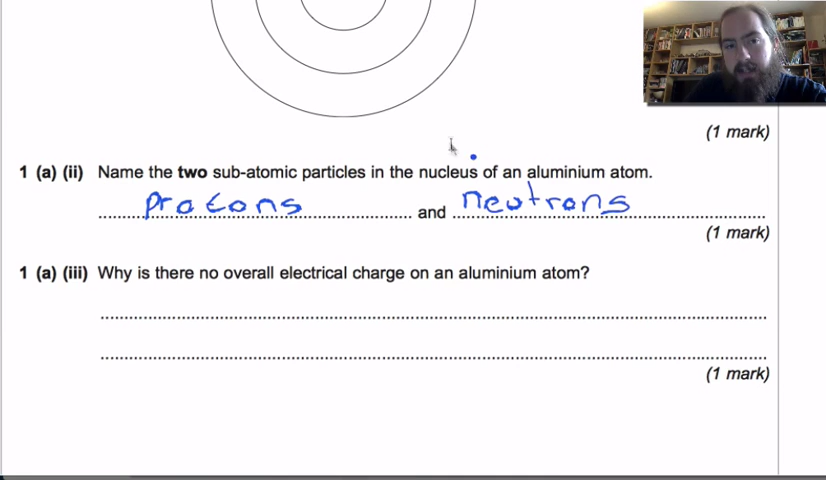 (1 mark)
1 (a) (ii) Name the two sub-atomic particles in the nucleus of an aluminium atom.
protons and neutrons
(1 mark)
1 (a) (iii) Why is there no overall electrical charge on an aluminium atom?
(1 mark)